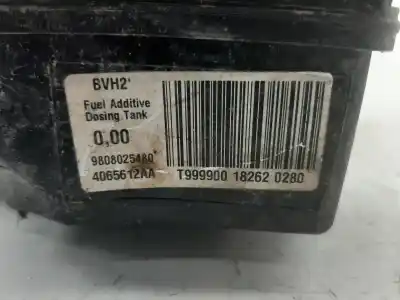 BVH2'
Fuel Additive
Dosing Tank
0,00
9808025480
4065612AA
T999900 18262 0280